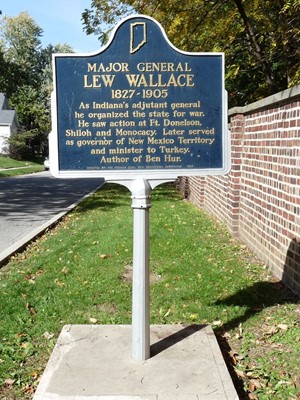 MAJOR GENERAL
LEW WALLACE
1827-1905
As Indiana's adjutant general
he organized the state for war.
He saw action at Ft. Donelson,
Shiloh and Monocacy. Later served
as governor of New Mexico Territory
and minister to Turkey.
Author of Ben Hur.